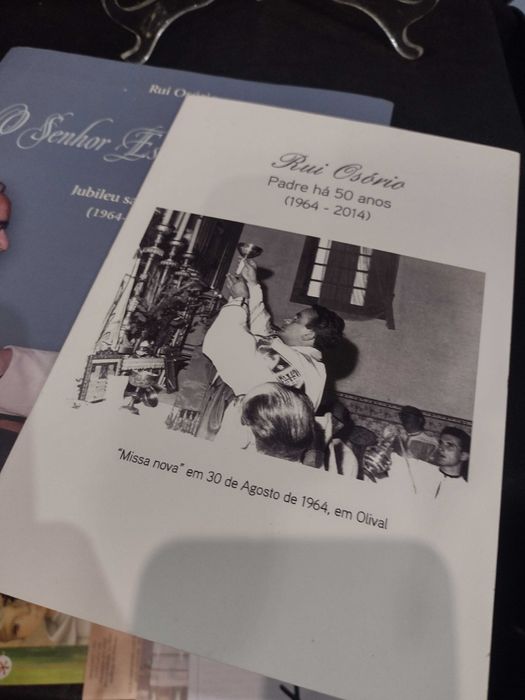 Rui
O Senhor
Jubileu
(1964-
Rui Osório
Padre há 50 anos
(1964 - 2014)
"Missa nova" em 30 de Agosto de 1964, em Olival